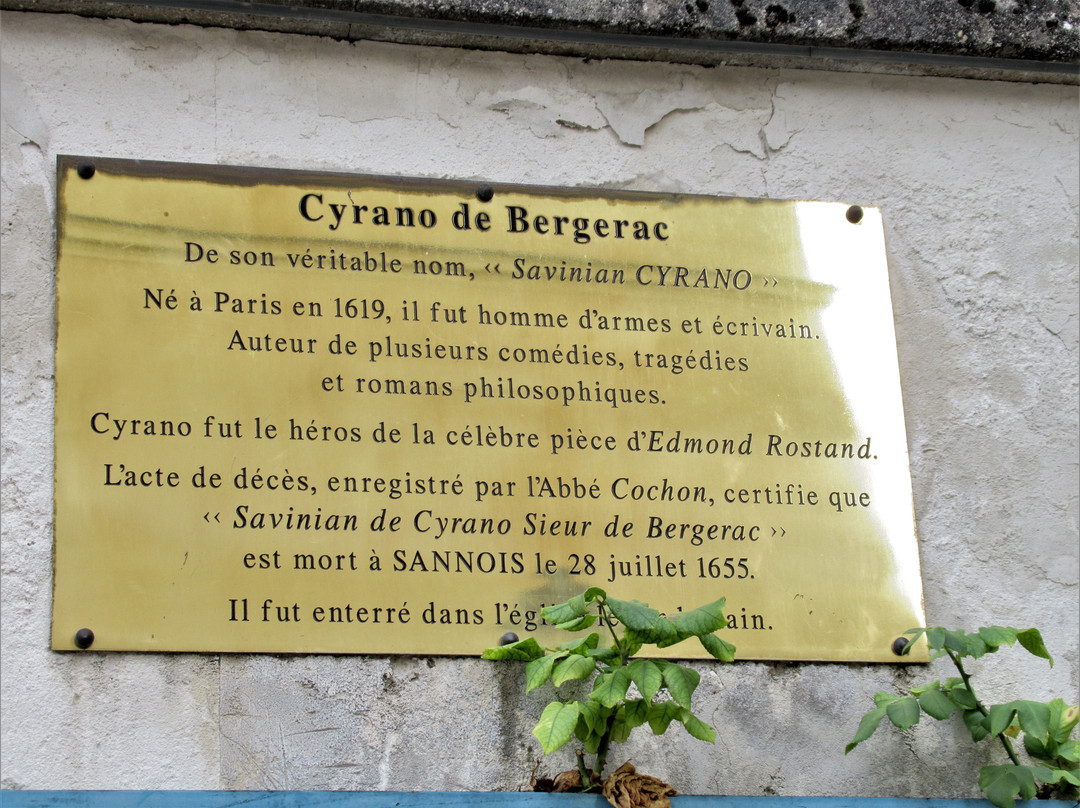 Cyrano de Bergerac
De son véritable nom, ‹‹ Savinian CYRANO ››
Né à Paris en 1619, il fut homme d’armes et écrivain.
Auteur de plusieurs comédies, tragédies
et romans philosophiques.
Cyrano fut le héros de la célèbre pièce d’Edmond Rostand.
L’acte de décès, enregistré par l’Abbé Cochon, certifie que
‹‹ Savinian de Cyrano Sieur de Bergerac ››
est mort à SANNOIS le 28 juillet 1655.
Il fut enterré dans